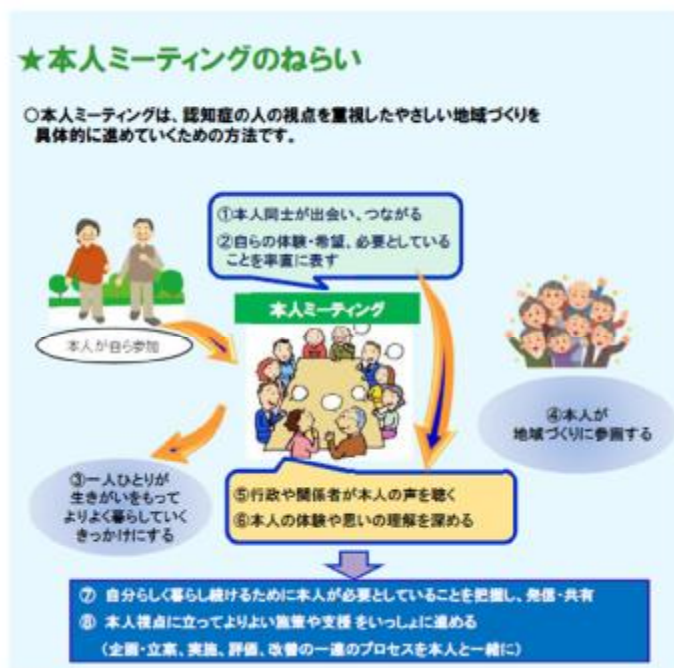 ★本人ミーティングのねらい
○本人ミーティングは、認知症の人の視点を重視したやさしい地域づくりを
具体的に進めていくための方法です。
①本人同士が出会い、つながる
②自らの体験・希望、必要としている
ことを率直に表す
本人ミーティング
本人が自ら参加
④本人が
地域づくりに参画する
③一人ひとりが
生きがいをもって
よりよく暮らしていく
きっかけにする
⑤行政や関係者が本人の声を聴く
⑥本人の体験や思いの理解を深める
⑦ 自分らしく暮らし続けるために本人が必要としていることを把握し、発信・共有
⑧ 本人視点に立ってよりよい施策や支援をいっしょに進める
(企画・立案、実施、評価、改善の一連のプロセスを本人と一緒に)